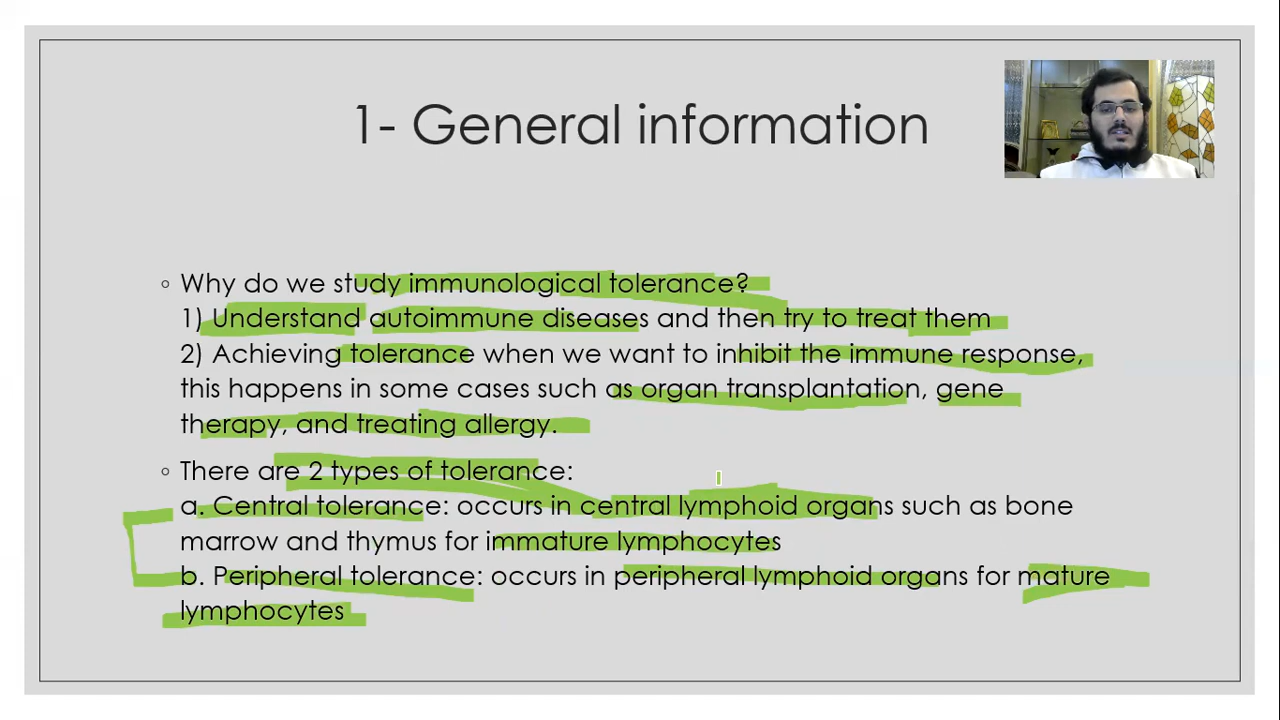 1- General information
◦ Why do we study immunological tolerance?
1) Understand autoimmune diseases and then try to treat them
2) Achieving tolerance when we want to inhibit the immune response,
this happens in some cases such as organ transplantation, gene
therapy, and treating allergy.
◦ There are 2 types of tolerance:
a. Central tolerance: occurs in central lymphoid organs such as bone
marrow and thymus for immature lymphocytes
b. Peripheral tolerance: occurs in peripheral lymphoid organs for mature
lymphocytes